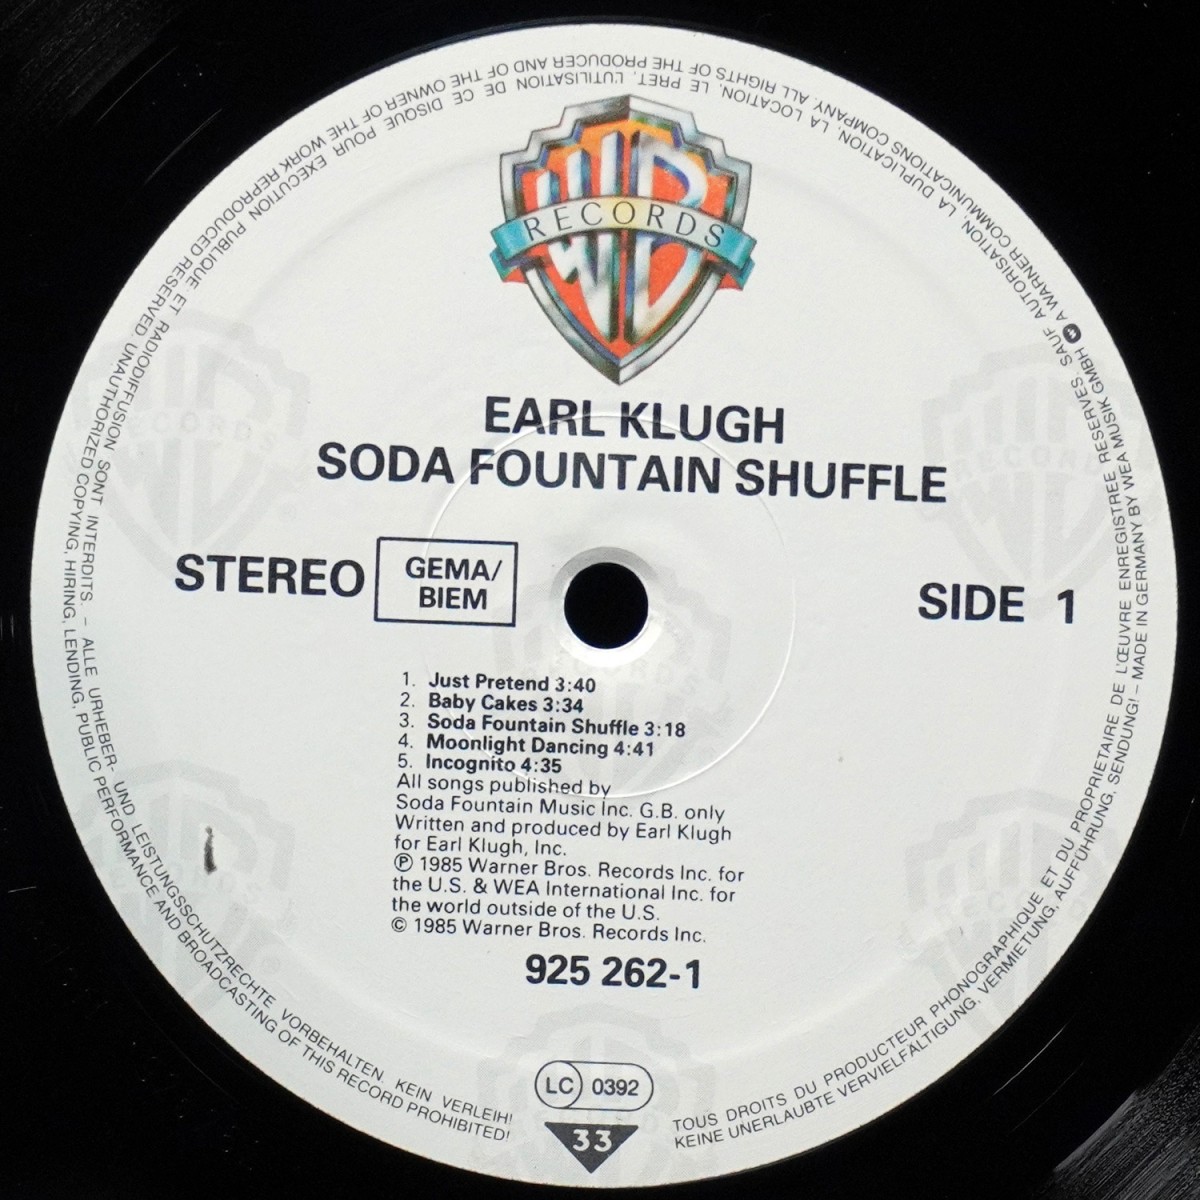 WB
RECORDS
EARL KLUGH
SODA FOUNTAIN SHUFFLE
STEREO
GEMA/
BIEM
SIDE 1
1. Just Pretend 3:40
2. Baby Cakes 3:34
3. Soda Fountain Shuffle 3:18
4. Moonlight Dancing 4:41
5. Incognito 4:35
All songs published by
Soda Fountain Music Inc. G.B. only
Written and produced by Earl Klugh
for Earl Klugh, Inc.
℗ 1985 Warner Bros. Records Inc. for
the U.S. & WEA International Inc. for
the world outside of the U.S.
© 1985 Warner Bros. Records Inc.
925 262-1
LC 0392
33
TOUS DROITS DU PRODUCTEUR PHONOGRAPHIQUE ET DU PROPRIETAIRE DE L'ŒUVRE ENREGISTREE RESERVES. SAUF AUTORISATION, LA DUPLICATION, LA LOCATION, LE PRET, L'UTILISATION DE CE DISQUE POUR EXECUTION PUBLIQUE ET RADIODIFFUSION SONT INTERDITS. – ALLE URHEBER- UND LEISTUNGSSCHUTZRECHTE VORBEHALTEN. KEIN VERLEIH!
KEINE UNERLAUBTE VERVIELFÄLTIGUNG, VERMIETUNG, AUFFÜHRUNG, SENDUNG! – MADE IN GERMANY BY WEA MUSIK GMBH A WARNER COMMUNICATIONS COMPANY. ALL RIGHTS OF THE PRODUCER AND OF THE OWNER OF THE WORK REPRODUCED RESERVED. UNAUTHORIZED COPYING, HIRING, LENDING, PUBLIC PERFORMANCE AND BROADCASTING OF THIS RECORD PROHIBITED!